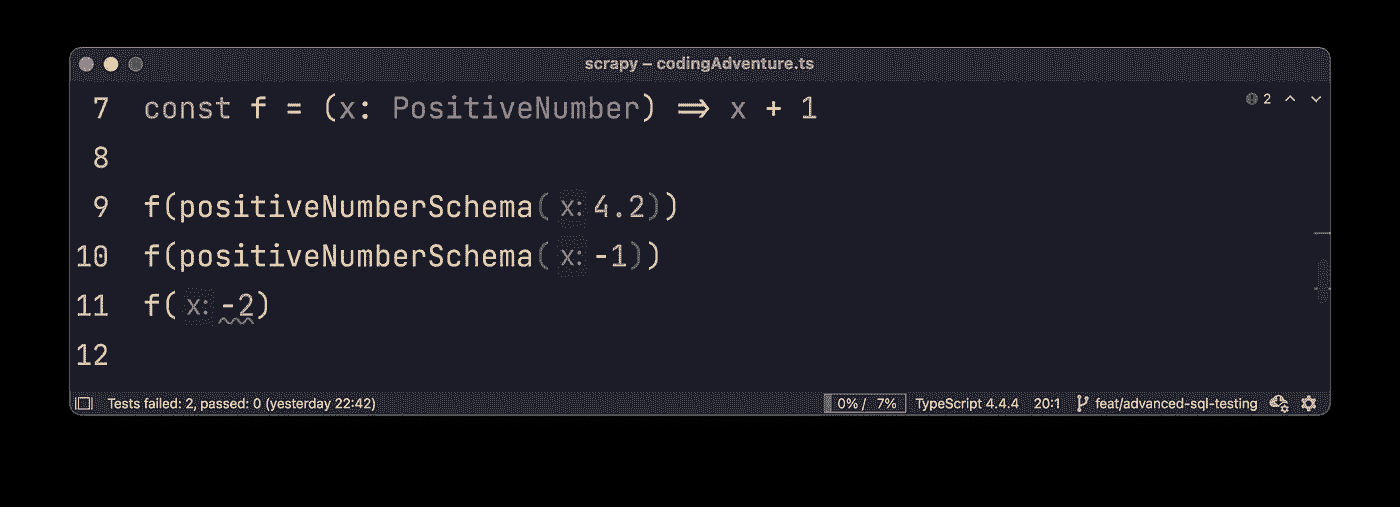 scrapy – codingAdventure.ts
7 const f = (x: PositiveNumber) => x + 1
2
8
9 f(positiveNumberSchema( x: 4.2))
10 f(positiveNumberSchema( x: -1))
11 f( x: -2)
12
Tests failed: 2, passed: 0 (yesterday 22:42) 0% / 7% TypeScript 4.4.4 20:1 feat/advanced-sql-testing